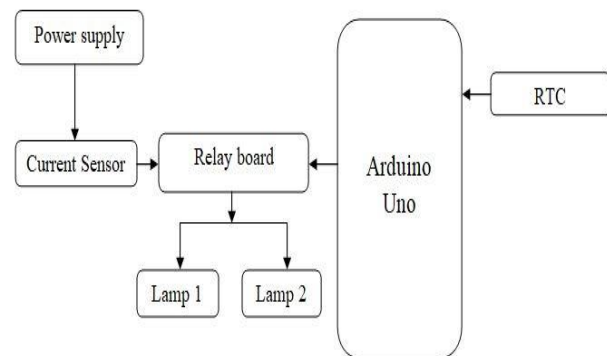 Power supply
RTC
Current Sensor
Relay board
Arduino
Uno
Lamp 1
Lamp 2